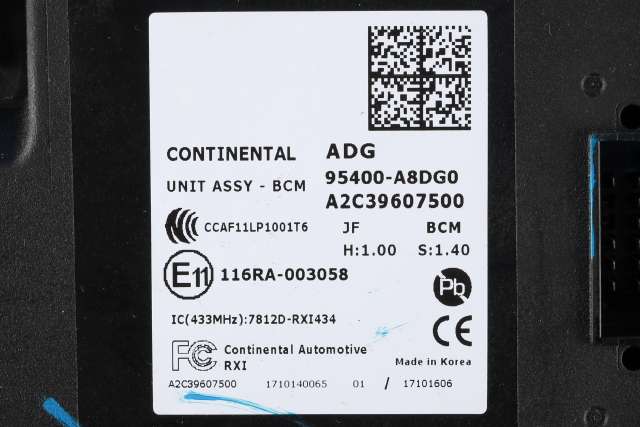 CONTINENTAL ADG
UNIT ASSY - BCM 95400-A8DG0
A2C39607500
CCAF11LP1001T6 JF BCM
H:1.00 S:1.40
E11 116RA-003058
Pb
IC(433MHz):7812D-RXI434
CE
FC Continental Automotive
RXI
Made in Korea
A2C39607500 1710140065 01 / 17101606